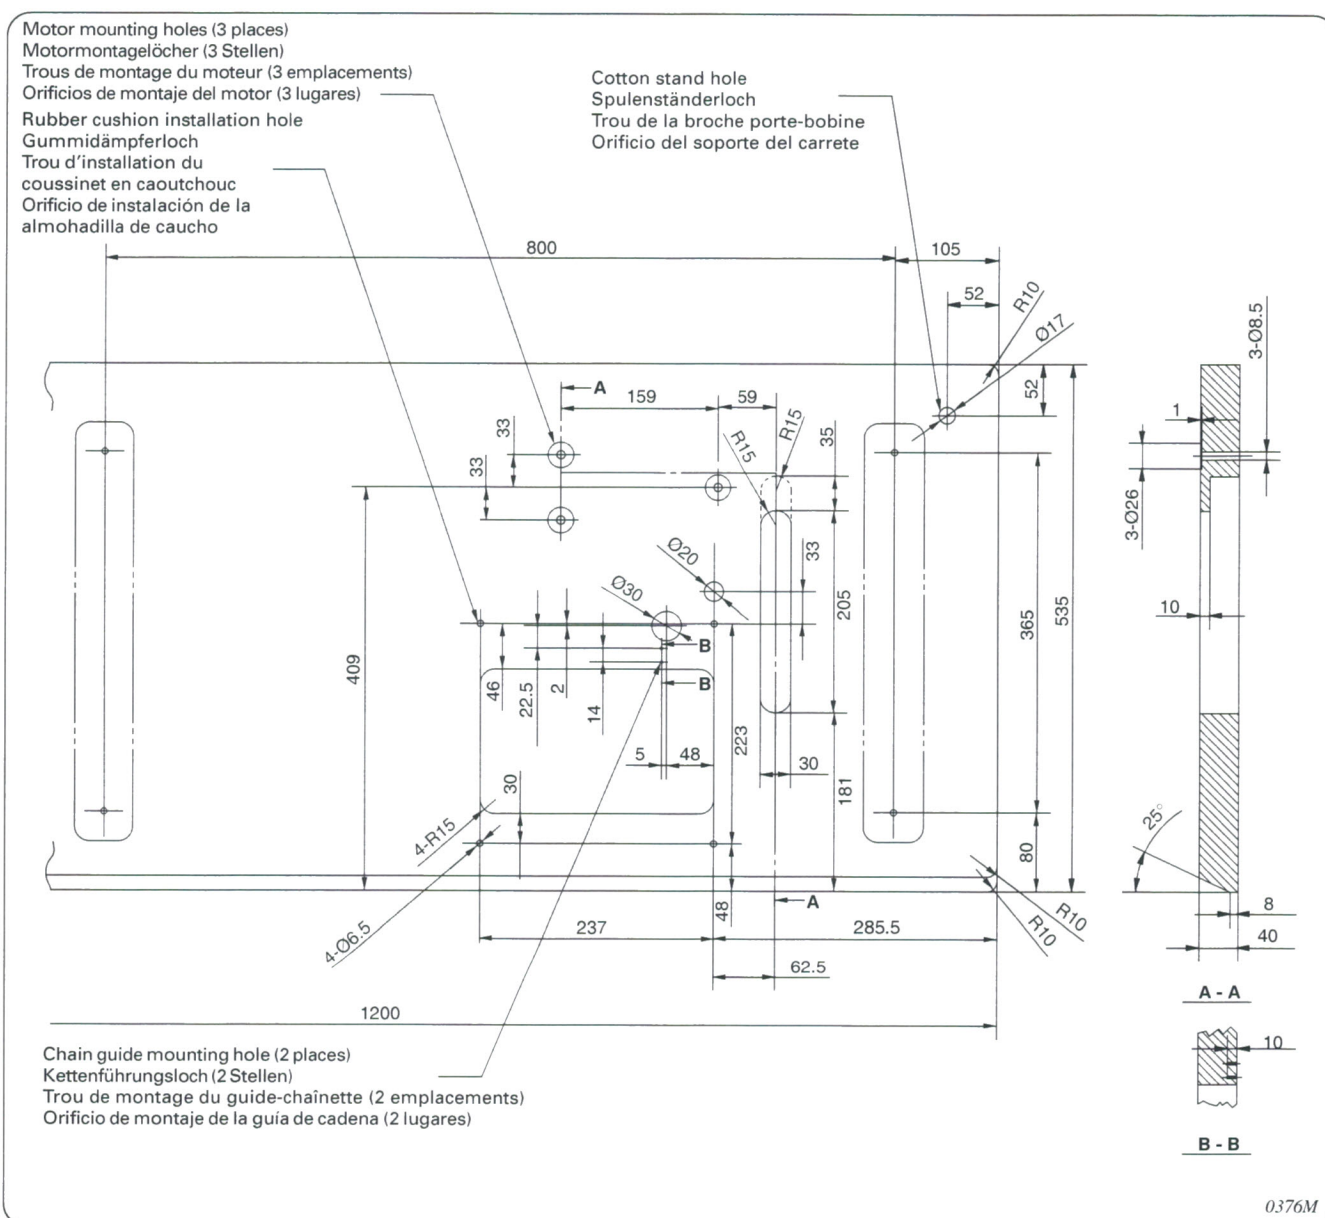 Motor mounting holes (3 places)
Motormontagelöcher (3 Stellen)
Trous de montage du moteur (3 emplacements)
Orificios de montaje del motor (3 lugares)
Rubber cushion installation hole
Gummidämpferloch
Trou d'installation du
coussinet en caoutchouc
Orificio de instalación de la
almohadilla de caucho
Cotton stand hole
Spulenständerloch
Trou de la broche porte-bobine
Orificio del soporte del carrete
800
105
52
R10
Ø17
3-Ø8.5
A
159
59
52
1
33
R15
R15
35
33
3-Ø26
Ø20
33
Ø30
205
365
535
10
B
409
46
22.5
2
14
B
223
5
48
30
30
181
4-R15
80
25°
48
A
R10
R10
8
4-Ø6.5
237
285.5
40
62.5
A - A
1200
10
Chain guide mounting hole (2 places)
Kettenführungsloch (2 Stellen)
Trou de montage du guide-chaînette (2 emplacements)
Orificio de montaje de la guía de cadena (2 lugares)
B - B
0376M